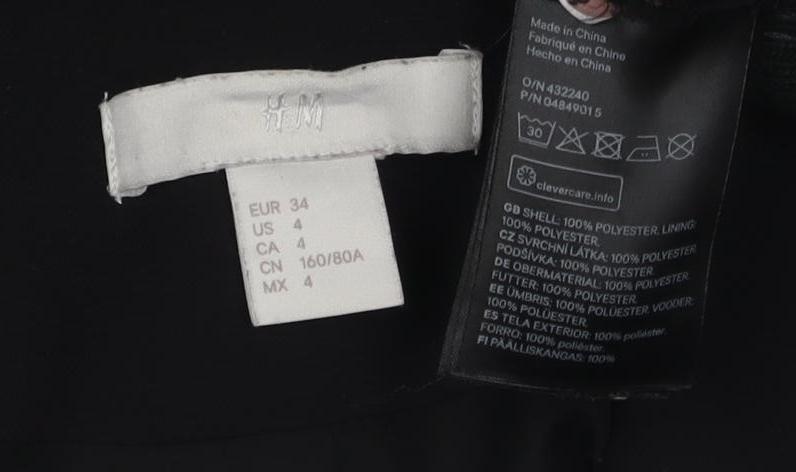 H&M
EUR 34
US 4
CA 4
CN 160/80A
MX 4
Made in China
Fabriqué en Chine
Hecho en China
O/N 432240
P/N 04849015
30
clevercare.info
GB SHELL: 100% POLYESTER. LINING:
100% POLYESTER.
CZ SVRCHNÍ LÁTKA: 100% POLYESTER.
PODŠÍVKA: 100% POLYESTER.
DE OBERMATERIAL: 100% POLYESTER.
FUTTER: 100% POLYESTER.
EE ÜMBRIS: 100% POLÜESTER. VOODER:
100% POLÜESTER.
ES TELA EXTERIOR: 100% poliéster.
FORRO: 100% poliéster.
FI PÄÄLLISKANGAS: 100%